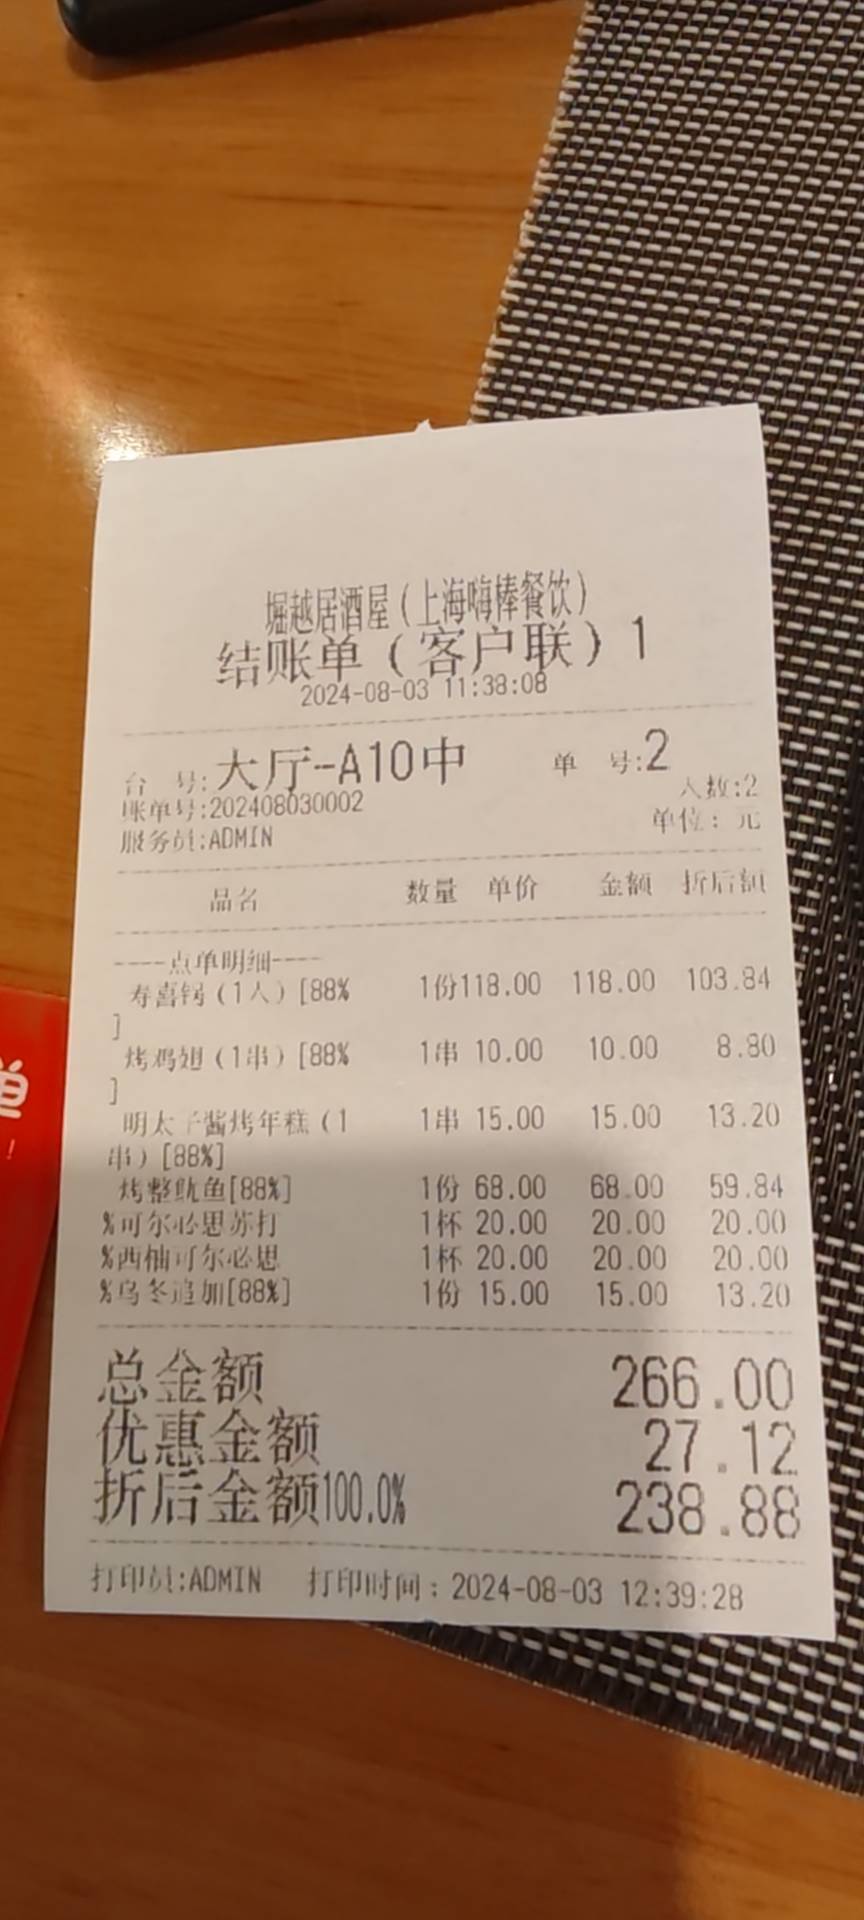 堀越居酒屋（上海嗨棒餐饮）
结账单（客户联）1
2024-08-03 11:38:08
台 号:大厅-A10中 单 号:2
账单号:202408030002 人数:2
服务员:ADMIN 单位：元
品名 数量 单价 金额 折后额
----点单明细----
寿喜锅（1人）[88% 1份118.00 118.00 103.84
]
烤鸡翅（1串）[88% 1串 10.00 10.00 8.80
]
明太子酱烤年糕（1 1串 15.00 15.00 13.20
串）[88%]
烤整鱿鱼[88%] 1份 68.00 68.00 59.84
%可尔必思苏打 1杯 20.00 20.00 20.00
%西柚可尔必思 1杯 20.00 20.00 20.00
%乌冬追加[88%] 1份 15.00 15.00 13.20
总金额 266.00
优惠金额 27.12
折后金额100.0% 238.88
打印员:ADMIN 打印时间：2024-08-03 12:39:28
！